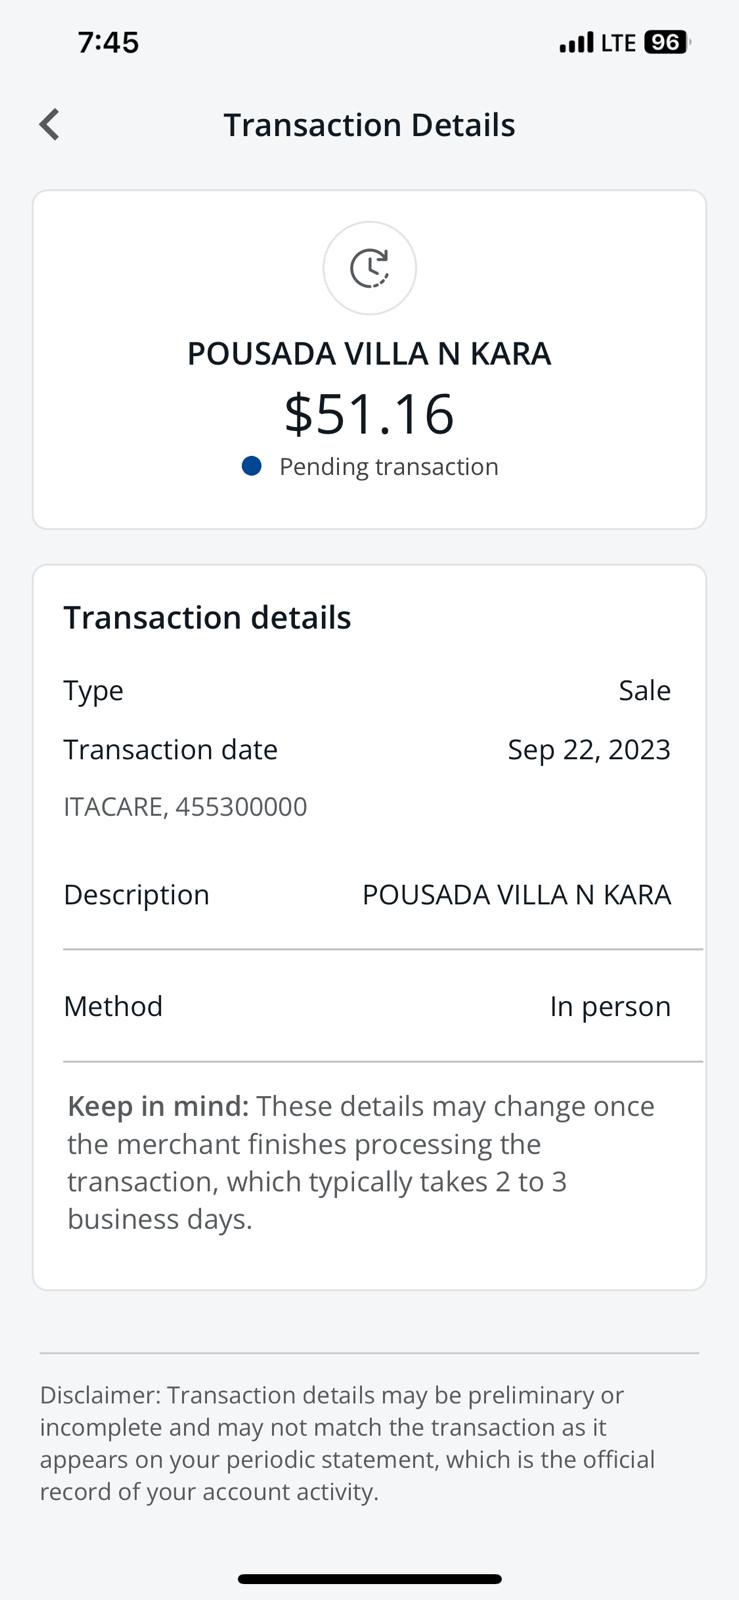 7:45
LTE 96
Transaction Details
POUSADA VILLA N KARA
$51.16
Pending transaction
Transaction details
Type Sale
Transaction date Sep 22, 2023
ITACARE, 455300000
Description POUSADA VILLA N KARA
Method In person
Keep in mind: These details may change once
the merchant finishes processing the
transaction, which typically takes 2 to 3
business days.
Disclaimer: Transaction details may be preliminary or
incomplete and may not match the transaction as it
appears on your periodic statement, which is the official
record of your account activity.